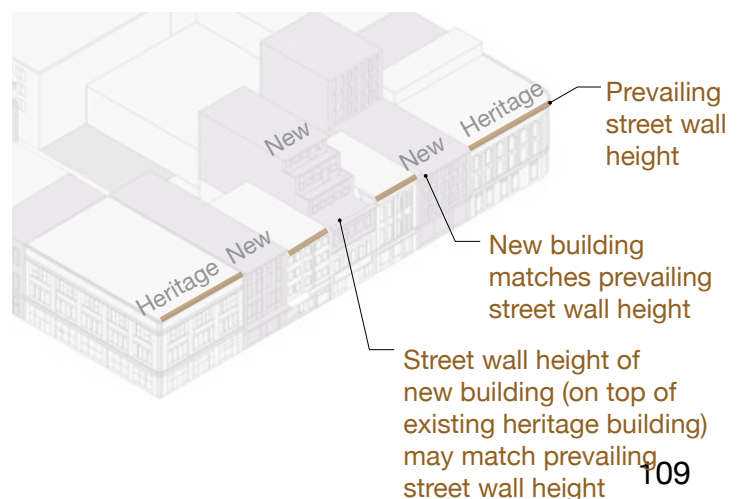 Heritage
New
New
New
Heritage
Prevailing
street wall
height
New building
matches prevailing
street wall height
Street wall height of
new building (on top of
existing heritage building)
may match prevailing
street wall height
109